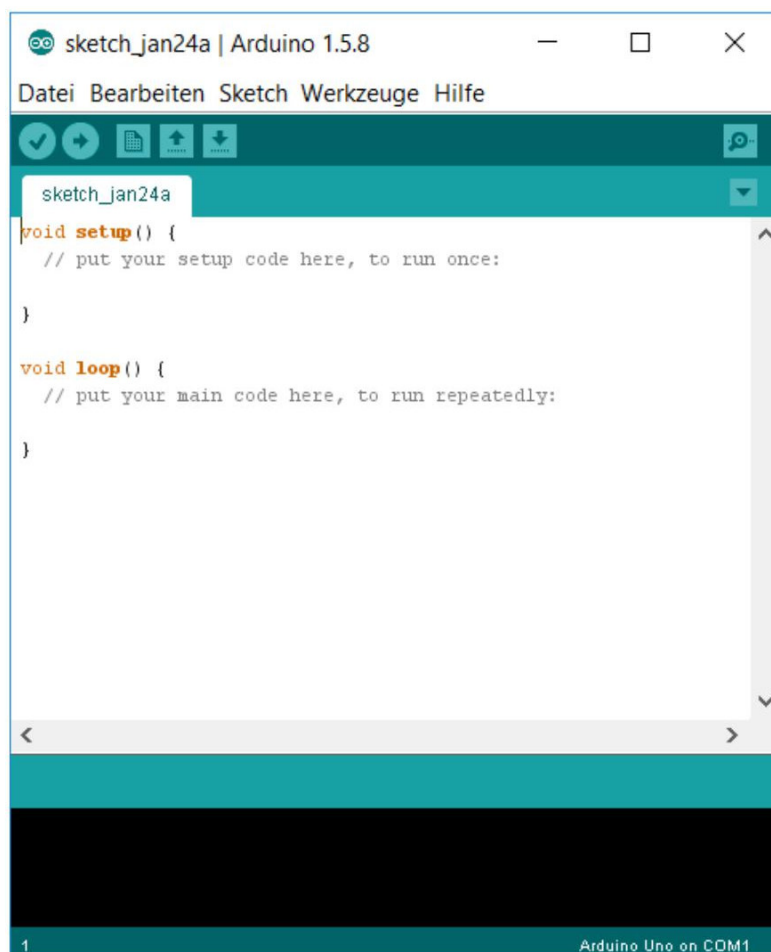 sketch_jan24a | Arduino 1.5.8
Datei Bearbeiten Sketch Werkzeuge Hilfe
sketch_jan24a
void setup() {
  // put your setup code here, to run once:
}
void loop() {
  // put your main code here, to run repeatedly:
}
1 Arduino Uno on COM1